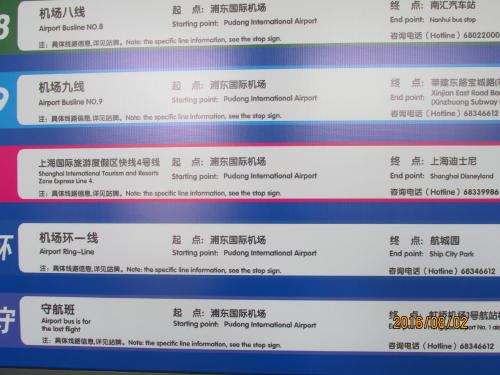 8 机场八线 起 点：浦东国际机场 终 点：南汇汽车站
Airport Busline NO.8 Starting point: Pudong International Airport End point: Nanhui bus stop
注：具体线路信息,详见站牌。Note: the specific line information, see the stop sign. 咨询电话（Hotline）68022000
9 机场九线 起 点：浦东国际机场 终 点：莘建东路宝城路
Airport Busline NO.9 Starting point: Pudong International Airport End point: Xinjian East Road
(Xinzhuang Subway
注：具体线路信息,详见站牌。Note: the specific line information, see the stop sign. 咨询电话（Hotline）68346612
上海国际旅游度假区快线4号线 起 点：浦东国际机场 终 点：上海迪士尼
Shanghai International Tourism and Resorts Starting point: Pudong International Airport End point: Shanghai Disneyland
Zone Express Line 4.
注：具体线路信息,详见站牌。Note: the specific line information, see the stop sign. 咨询电话（Hotline）68339986
环 机场环一线 起 点：浦东国际机场 终 点：航城园
Airport Ring-Line Starting point: Pudong International Airport End point: Ship City Park
注：具体线路信息,详见站牌。Note: the specific line information, see the stop sign. 咨询电话（Hotline）68346612
守 守航班 起 点：浦东国际机场 终 点：虹桥机场1号航站楼
Airport bus is for Starting point: Pudong International Airport No. 1
the last flight
注：具体线路信息,详见站牌。Note: the specific line information, see the stop sign. 咨询电话（Hotline）68346612
2016/08/02